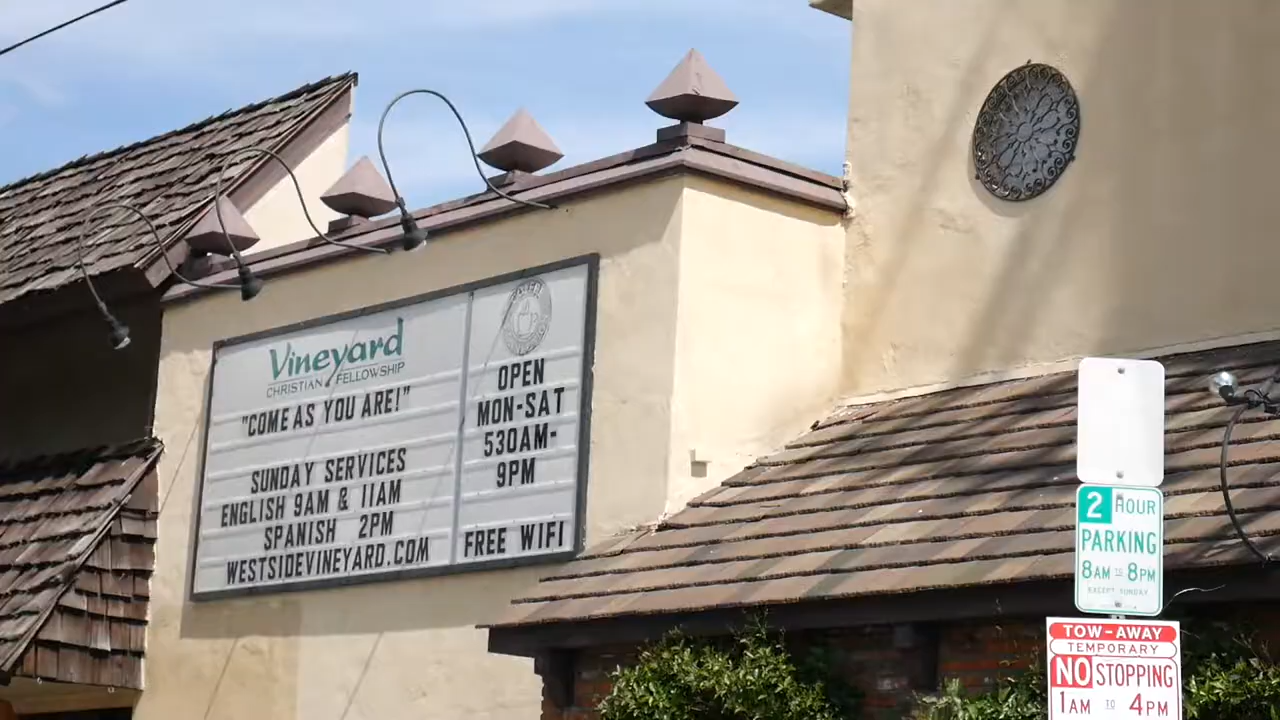 Vineyard
CHRISTIAN FELLOWSHIP
"COME AS YOU ARE!"
SUNDAY SERVICES
ENGLISH 9AM & 11AM
SPANISH 2PM
WESTSIDEVINEYARD.COM
OPEN
MON-SAT
530AM-
9PM
FREE WIFI
2 HOUR
PARKING
8AM TO 8PM
EXCEPT SUNDAY
TOW-AWAY
TEMPORARY
NO STOPPING
1AM TO 4PM